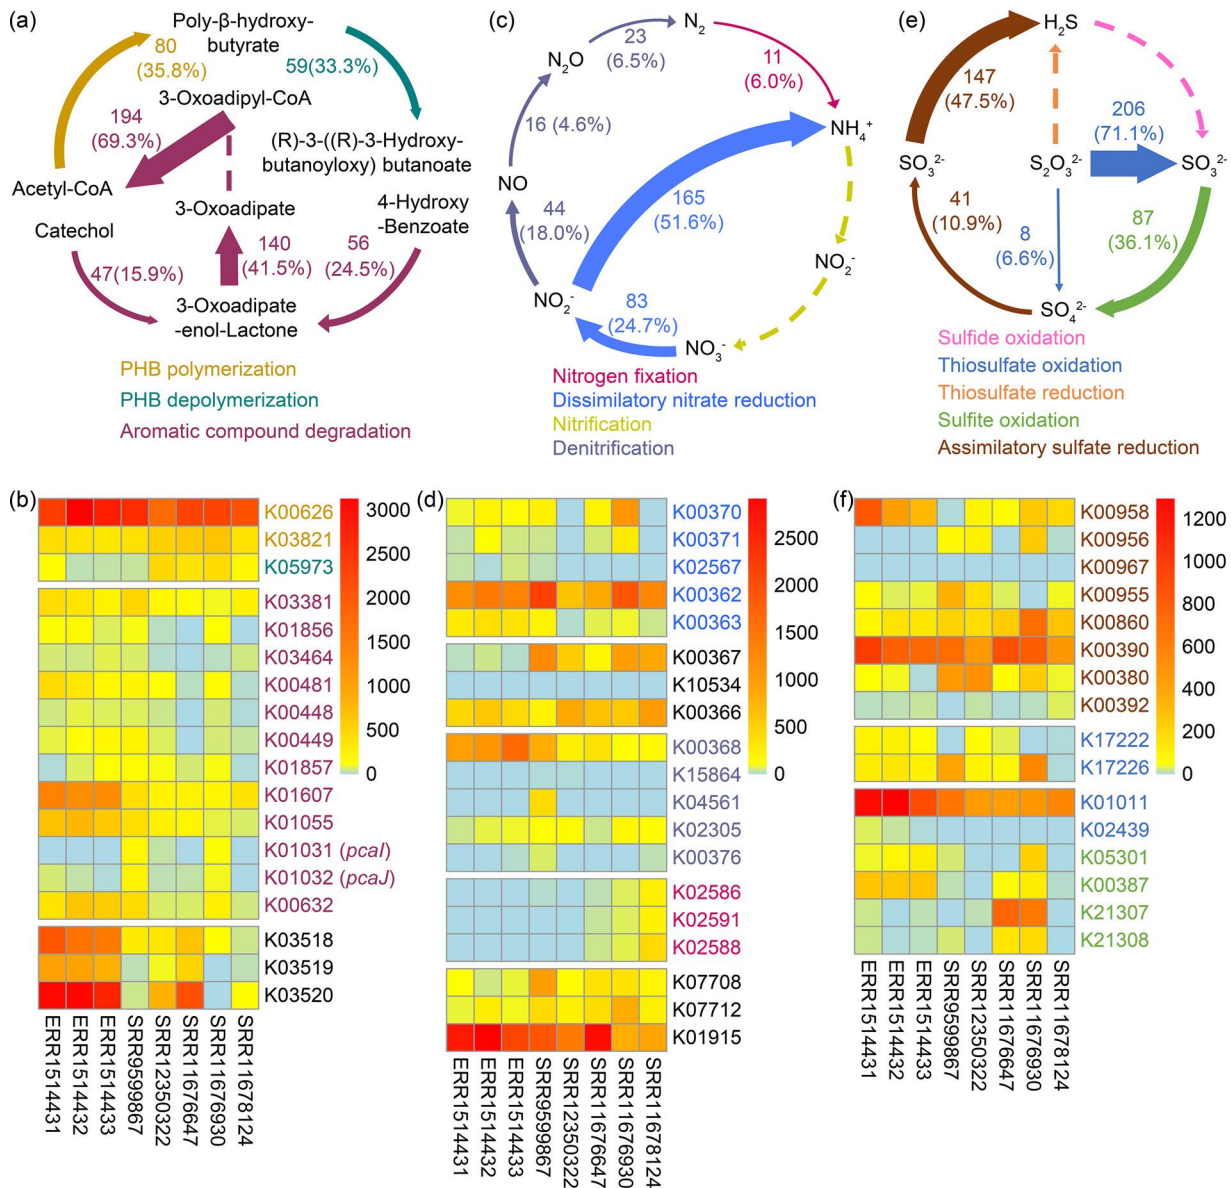 (a)
Poly-β-hydroxy-
butyrate
80
(35.8%)
59(33.3%)
3-Oxoadipyl-CoA
194
(69.3%)
(R)-3-((R)-3-Hydroxy-
butanoyloxy) butanoate
Acetyl-CoA
3-Oxoadipate
4-Hydroxy
-Benzoate
Catechol
140
(41.5%)
56
(24.5%)
47(15.9%)
3-Oxoadipate
-enol-Lactone
PHB polymerization
PHB depolymerization
Aromatic compound degradation
(c)
N₂
23
(6.5%)
N₂O
11
(6.0%)
16 (4.6%)
NH₄⁺
NO
165
(51.6%)
44
(18.0%)
NO₂⁻
NO₂⁻
83
(24.7%)
NO₃⁻
Nitrogen fixation
Dissimilatory nitrate reduction
Nitrification
Denitrification
(e)
H₂S
147
(47.5%)
206
(71.1%)
SO₃²⁻
S₂O₃²⁻
SO₃²⁻
41
(10.9%)
8
(6.6%)
87
(36.1%)
SO₄²⁻
Sulfide oxidation
Thiosulfate oxidation
Thiosulfate reduction
Sulfite oxidation
Assimilatory sulfate reduction
(b)
K00626
K03821
K05973
K03381
K01856
K03464
K00481
K00448
K00449
K01857
K01607
K01055
K01031 (pcaI)
K01032 (pcaJ)
K00632
K03518
K03519
K03520
3000
2500
2000
1500
1000
500
0
ERR1514431
ERR1514432
ERR1514433
SRR9599867
SRR12350322
SRR11676647
SRR11676930
SRR11678124
(d)
K00370
K00371
K02567
K00362
K00363
K00367
K10534
K00366
K00368
K15864
K04561
K02305
K00376
K02586
K02591
K02588
K07708
K07712
K01915
2500
2000
1500
1000
500
0
ERR1514431
ERR1514432
ERR1514433
SRR9599867
SRR12350322
SRR11676647
SRR11676930
SRR11678124
(f)
K00958
K00956
K00967
K00955
K00860
K00390
K00380
K00392
K17222
K17226
K01011
K02439
K05301
K00387
K21307
K21308
1200
1000
800
600
400
200
0
ERR1514431
ERR1514432
ERR1514433
SRR9599867
SRR12350322
SRR11676647
SRR11676930
SRR11678124